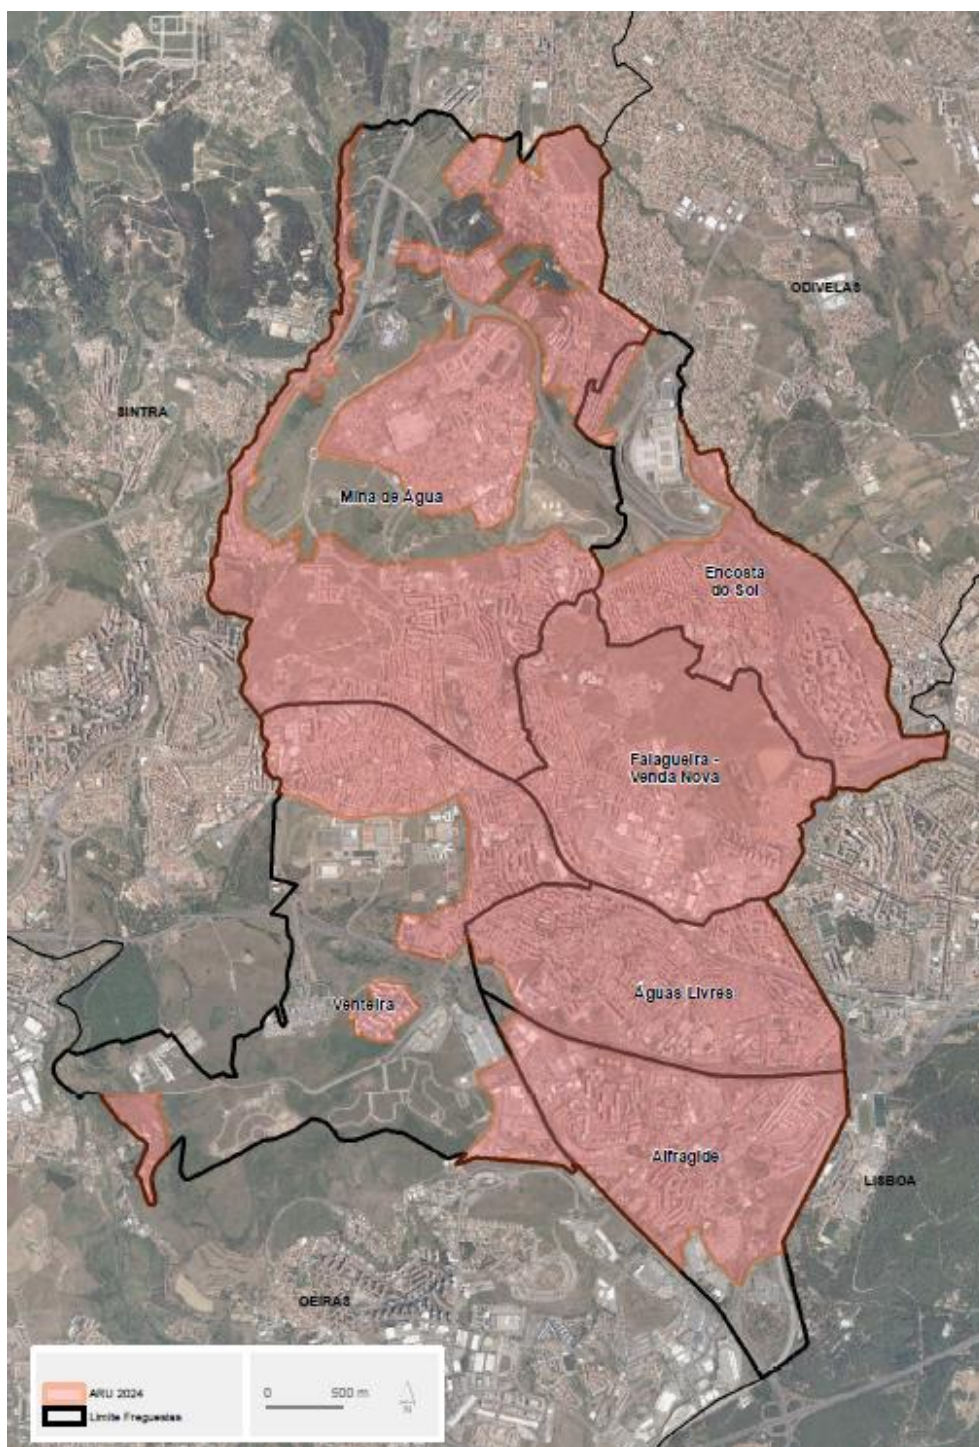 ODIVELAS
SINTRA
Mina de Água
Encosta
do Sol
Falagueira -
Venda Nova
Venteira
Águas Livres
Alfragide
LISBOA
OEIRAS
ARU 2024
Limite Freguesias
0 500 m
N